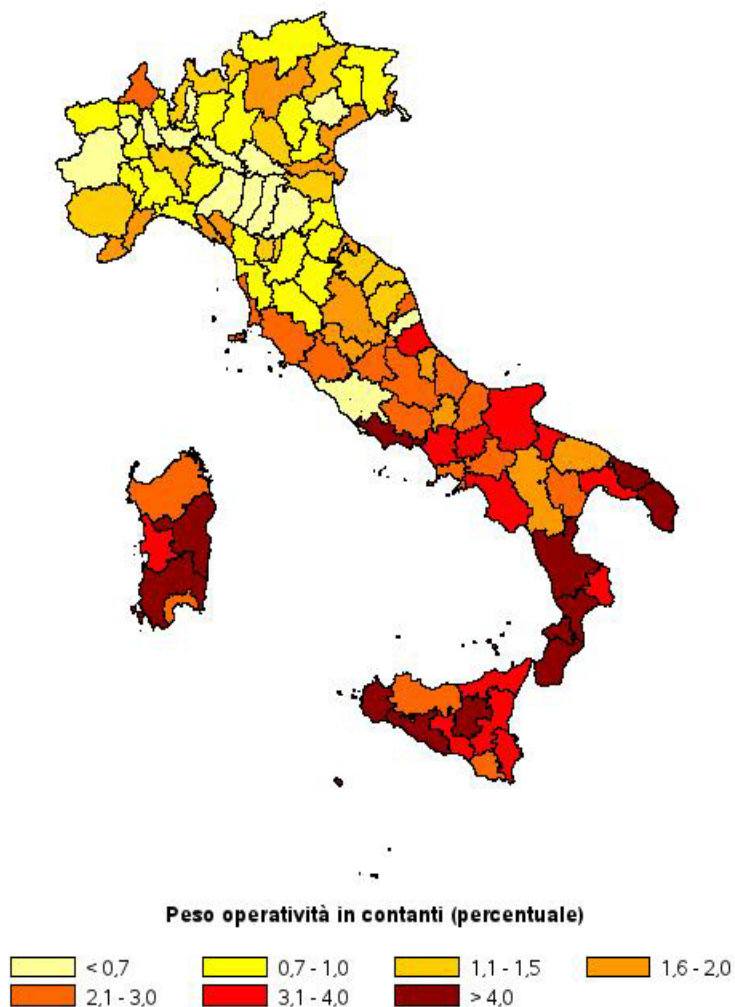 Peso operatività in contanti (percentuale)
< 0,7 0,7 - 1,0 1,1 - 1,5 1,6 - 2,0
2,1 - 3,0 3,1 - 4,0 > 4,0